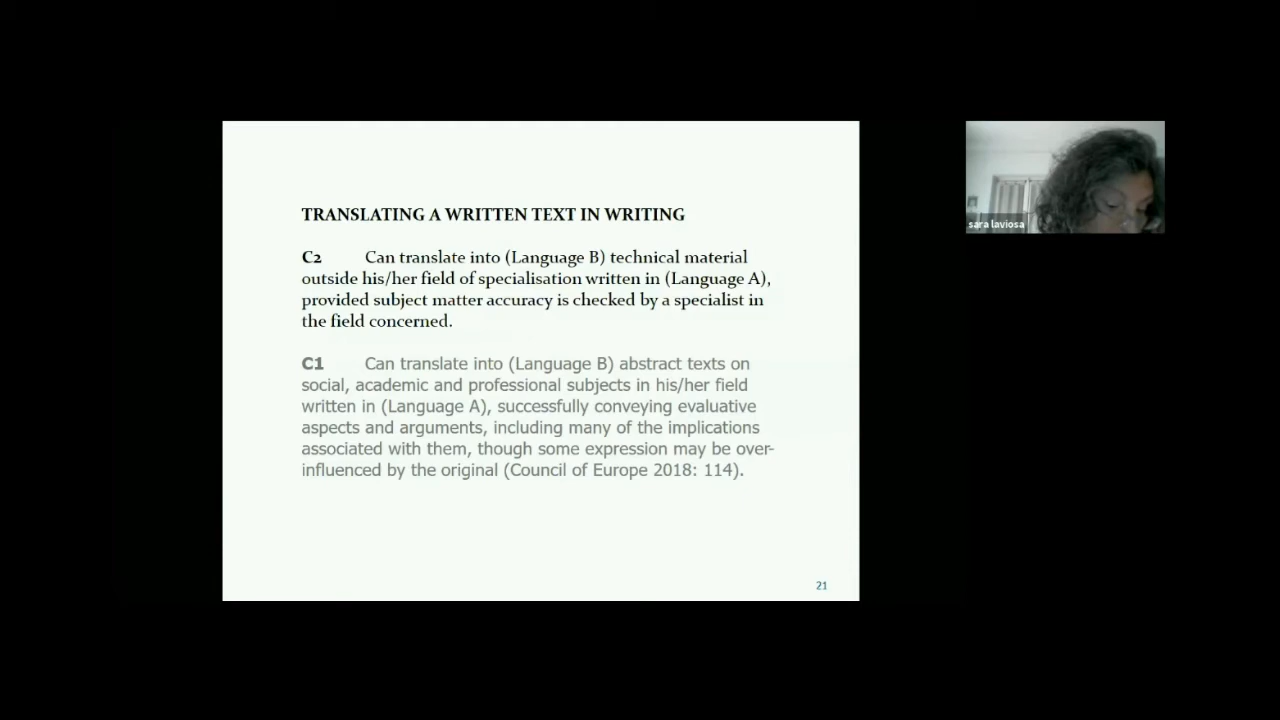 TRANSLATING A WRITTEN TEXT IN WRITING
C2 Can translate into (Language B) technical material
outside his/her field of specialisation written in (Language A),
provided subject matter accuracy is checked by a specialist in
the field concerned.
C1 Can translate into (Language B) abstract texts on
social, academic and professional subjects in his/her field
written in (Language A), successfully conveying evaluative
aspects and arguments, including many of the implications
associated with them, though some expression may be over-
influenced by the original (Council of Europe 2018: 114).
21
sara laviosa